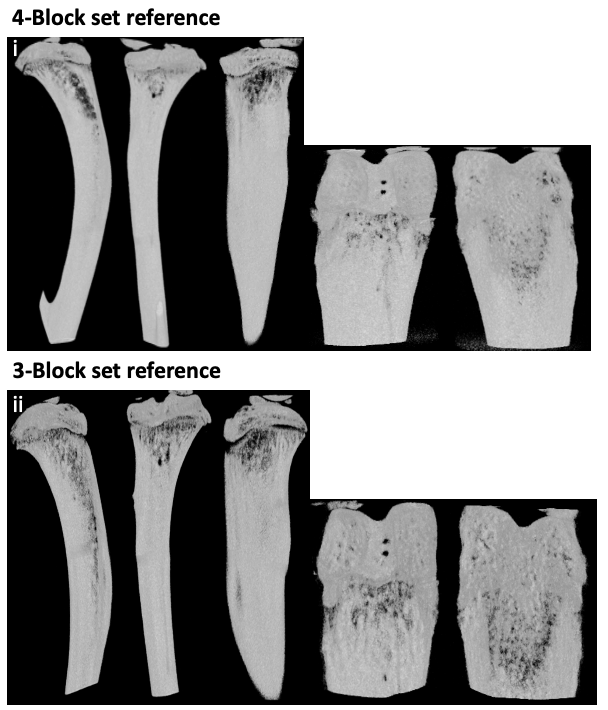 4-Block set reference
i
3-Block set reference
ii